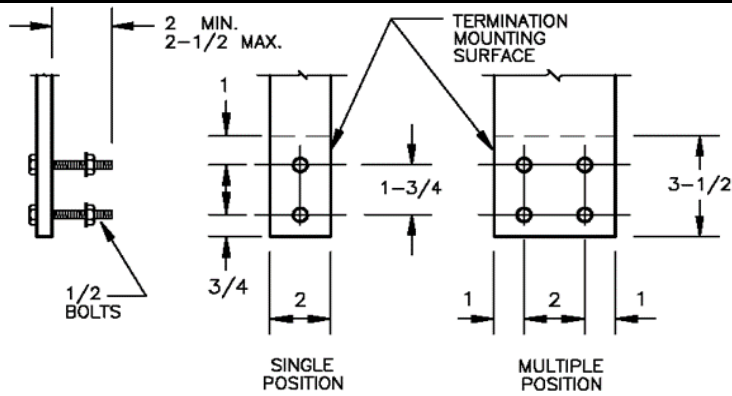 2 MIN.
2-1/2 MAX.
TERMINATION
MOUNTING
SURFACE
1
1-3/4
3-1/2
3/4
1/2
BOLTS
2
1
2
1
SINGLE
POSITION
MULTIPLE
POSITION